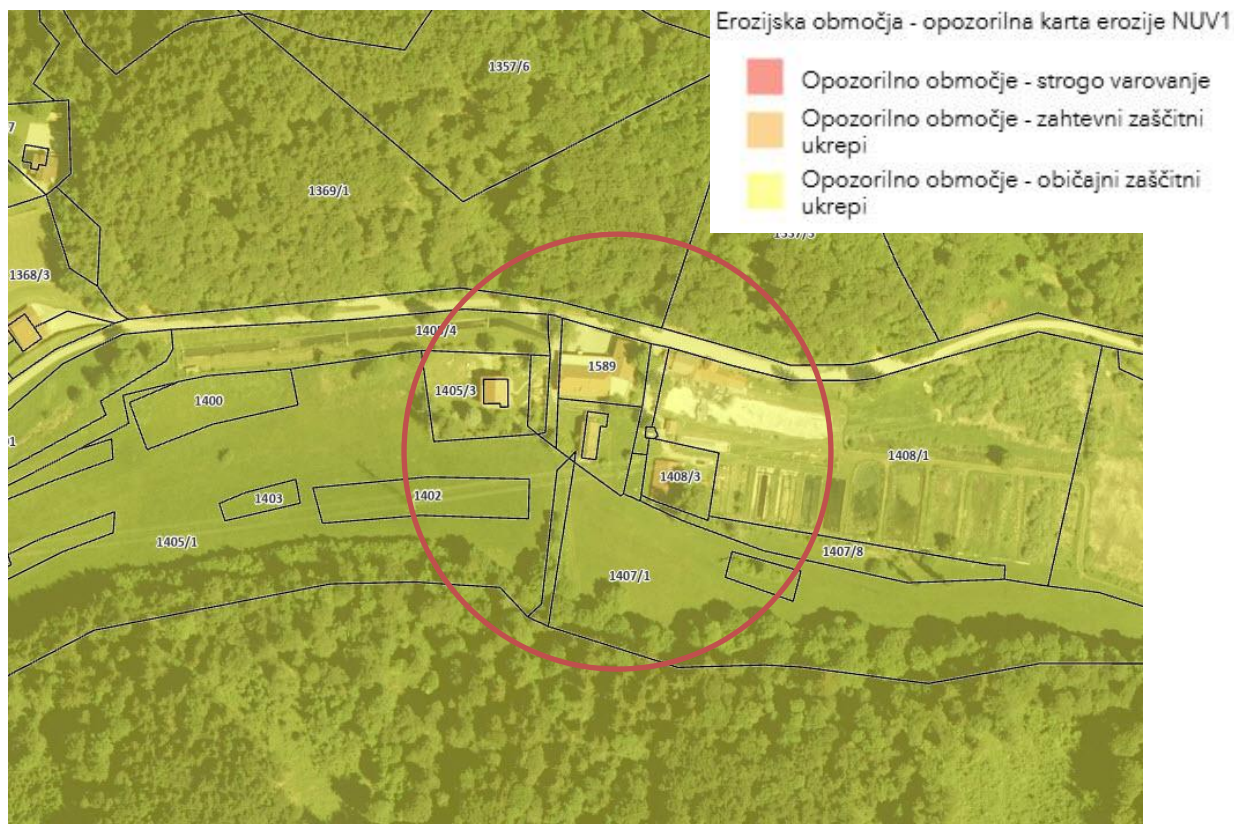 Erozijska območja - opozorilna karta erozije NUV1
Opozorilno območje - strogo varovanje
Opozorilno območje - zahtevni zaščitni
ukrepi
Opozorilno območje - običajni zaščitni
ukrepi
1357/6
1369/1
1368/3
1589
1405/3
1400
1408/1
1408/3
1402
1403
1405/1
1407/8
1407/1